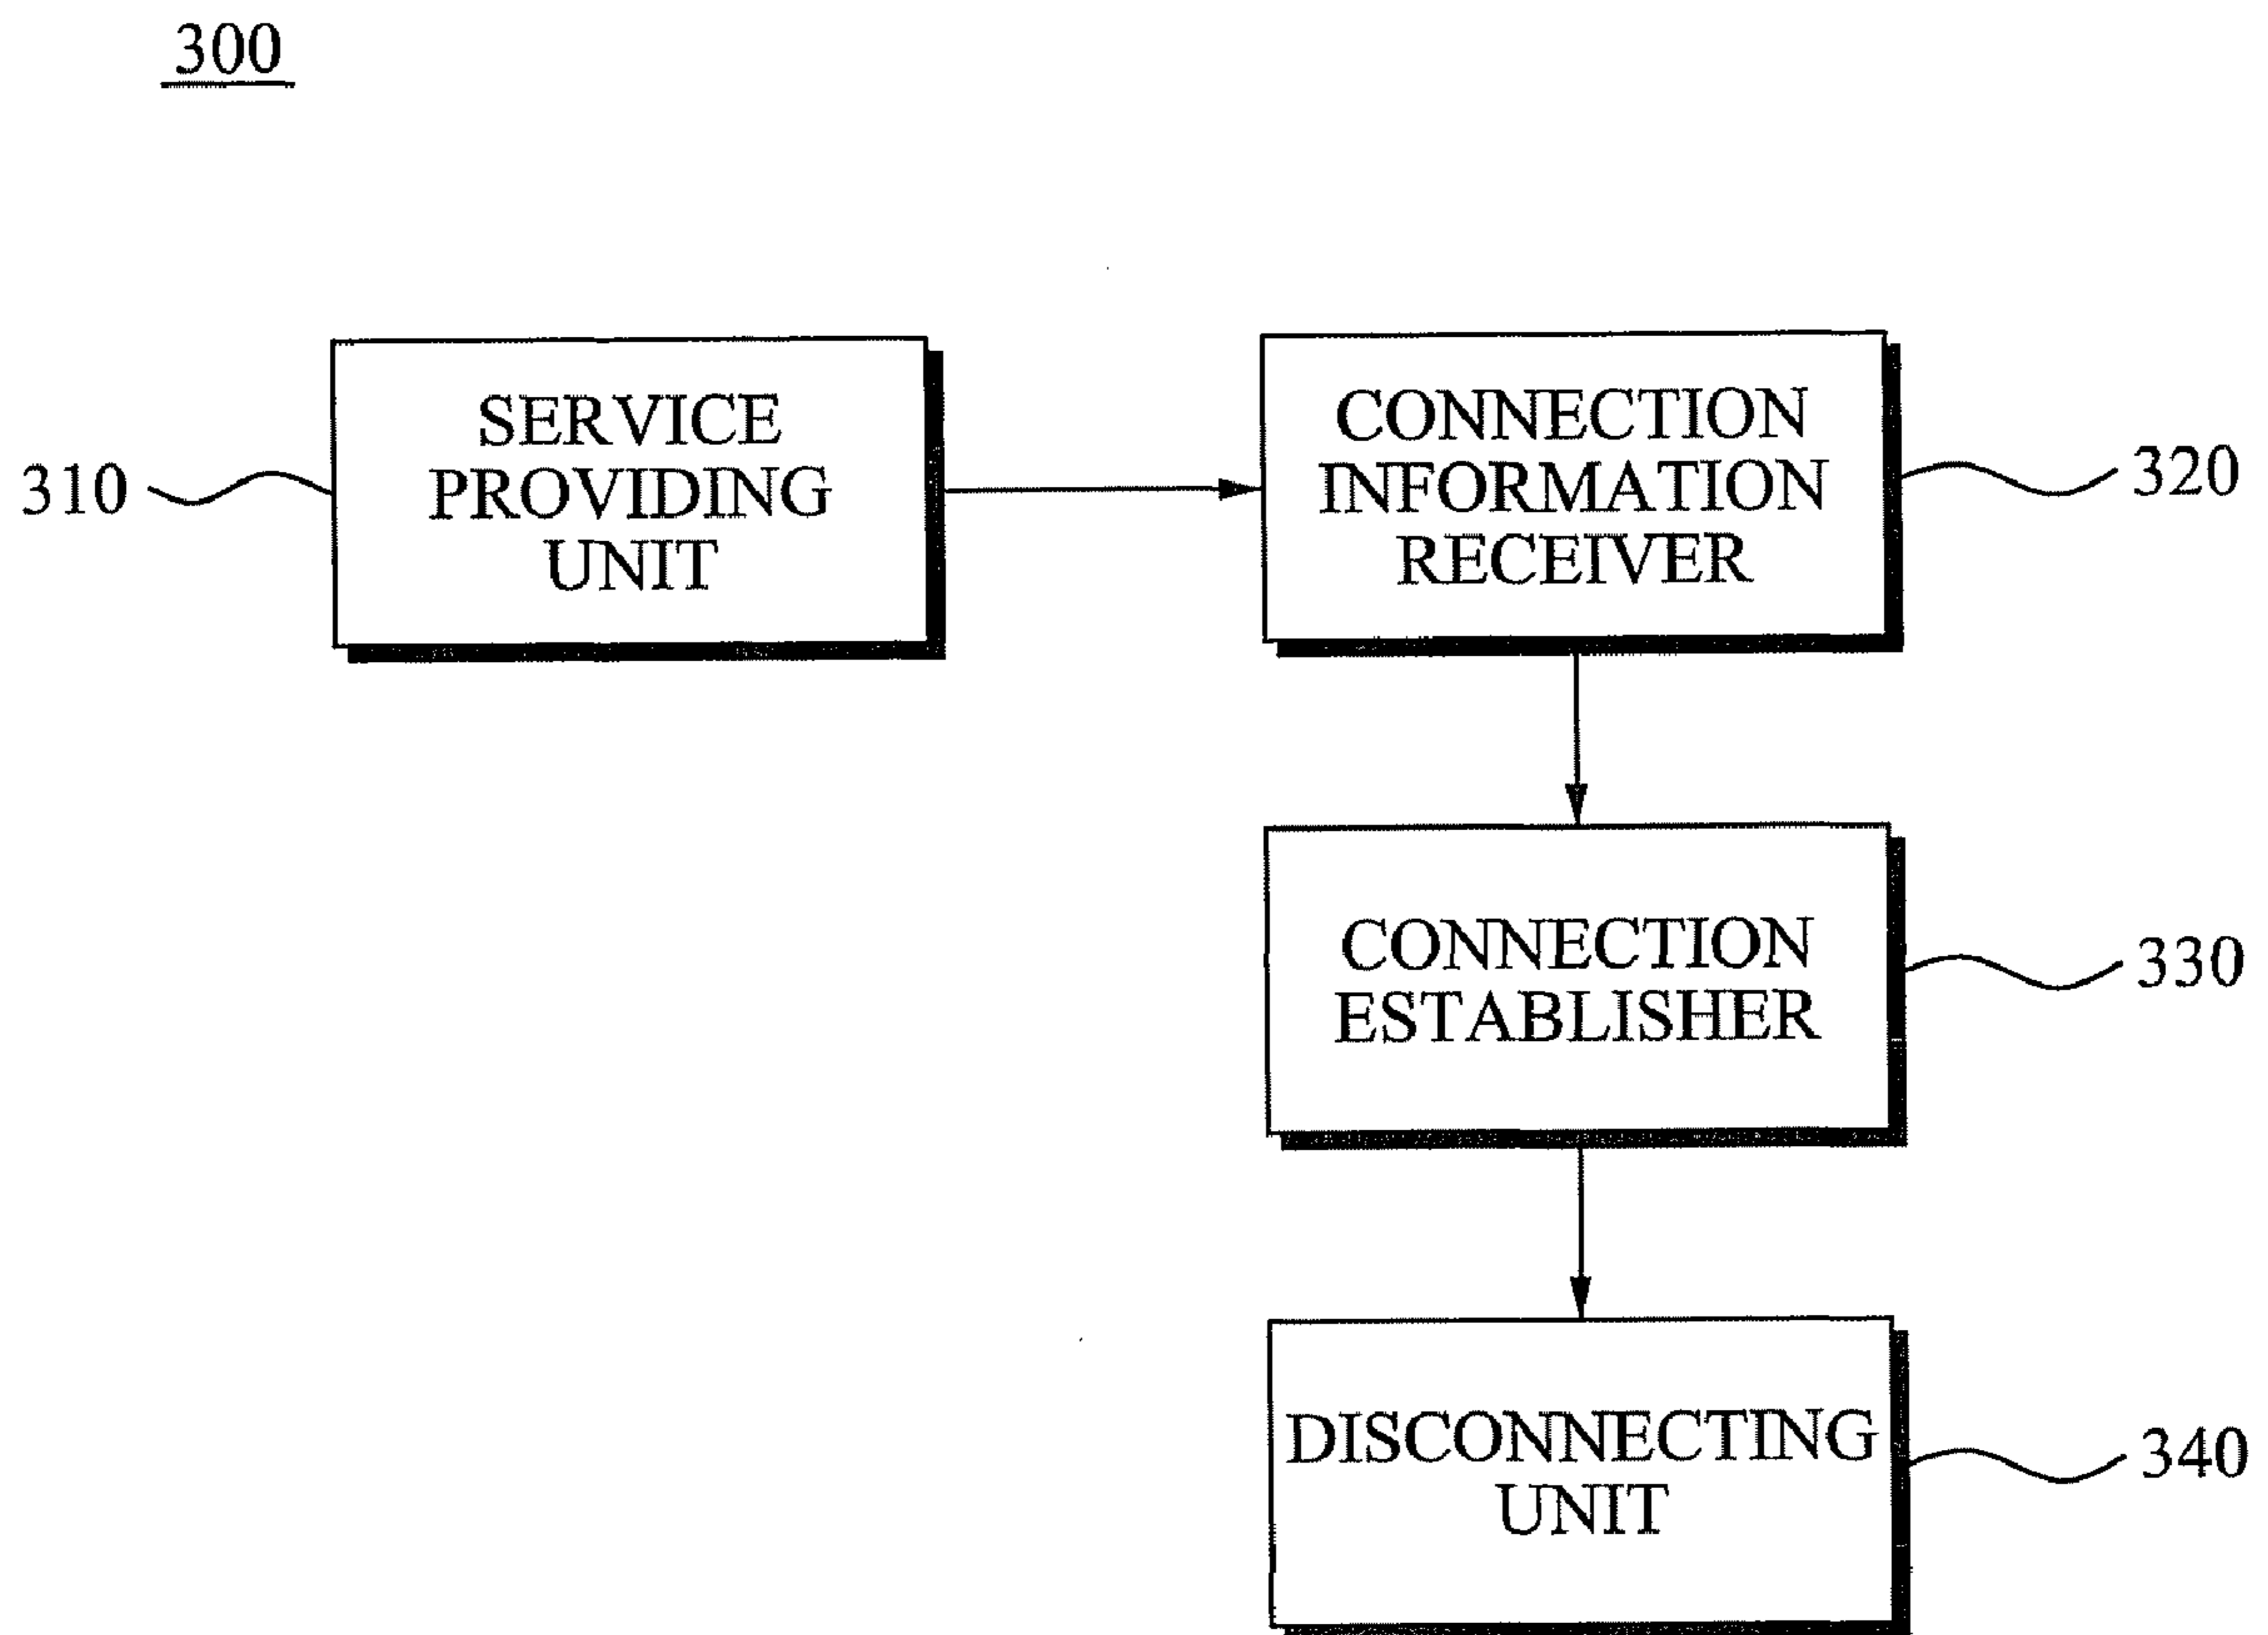 300
SERVICE
PROVIDING
UNIT
310
CONNECTION
INFORMATION
RECEIVER
320
CONNECTION
ESTABLISHER
330
DISCONNECTING
UNIT
340